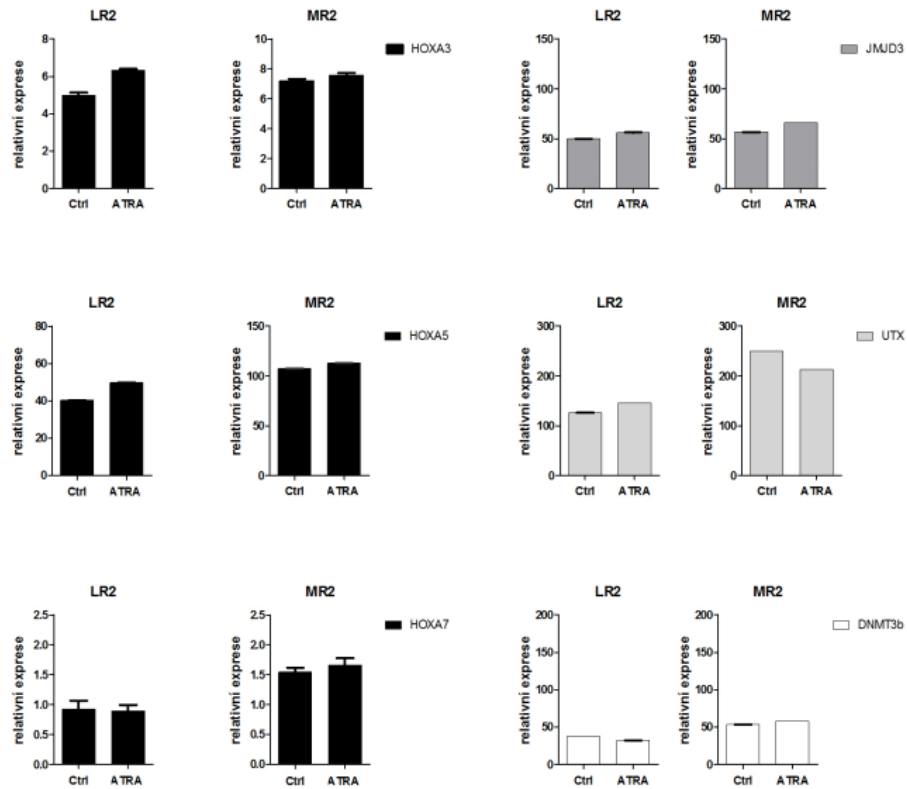 LR2
relativní exprese
8
6
4
2
0
Ctrl ATRA
MR2
relativní exprese
10
8
6
4
2
0
Ctrl ATRA
HOXA3
LR2
relativní exprese
150
100
50
0
Ctrl ATRA
MR2
relativní exprese
150
100
50
0
Ctrl ATRA
JMJD3
LR2
relativní exprese
80
60
40
20
0
Ctrl ATRA
MR2
relativní exprese
150
100
50
0
Ctrl ATRA
HOXA5
LR2
relativní exprese
300
200
100
0
Ctrl ATRA
MR2
relativní exprese
300
200
100
0
Ctrl ATRA
UTX
LR2
relativní exprese
2.5
2.0
1.5
1.0
0.5
0.0
Ctrl ATRA
MR2
relativní exprese
2.5
2.0
1.5
1.0
0.5
0.0
Ctrl ATRA
HOXA7
LR2
relativní exprese
200
150
100
50
0
Ctrl ATRA
MR2
relativní exprese
200
150
100
50
0
Ctrl ATRA
DNMT3b